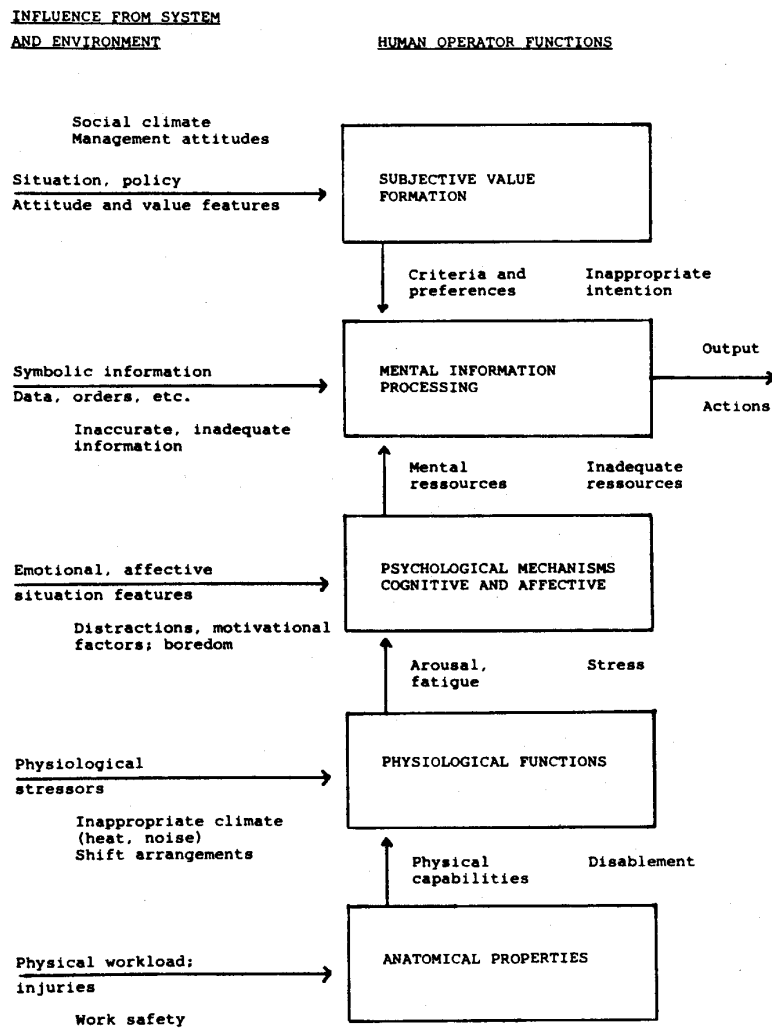 INFLUENCE FROM SYSTEM
AND ENVIRONMENT
HUMAN OPERATOR FUNCTIONS
Social climate
Management attitudes
Situation, policy
Attitude and value features
SUBJECTIVE VALUE
FORMATION
Criteria and
preferences
Inappropriate
intention
Symbolic information
Data, orders, etc.
Inaccurate, inadequate
information
MENTAL INFORMATION
PROCESSING
Output
Actions
Mental
ressources
Inadequate
ressources
Emotional, affective
situation features
Distractions, motivational
factors; boredom
PSYCHOLOGICAL MECHANISMS
COGNITIVE AND AFFECTIVE
Arousal,
fatigue
Stress
Physiological
stressors
Inappropriate climate
(heat, noise)
Shift arrangements
PHYSIOLOGICAL FUNCTIONS
Physical
capabilities
Disablement
Physical workload;
injuries
Work safety
ANATOMICAL PROPERTIES